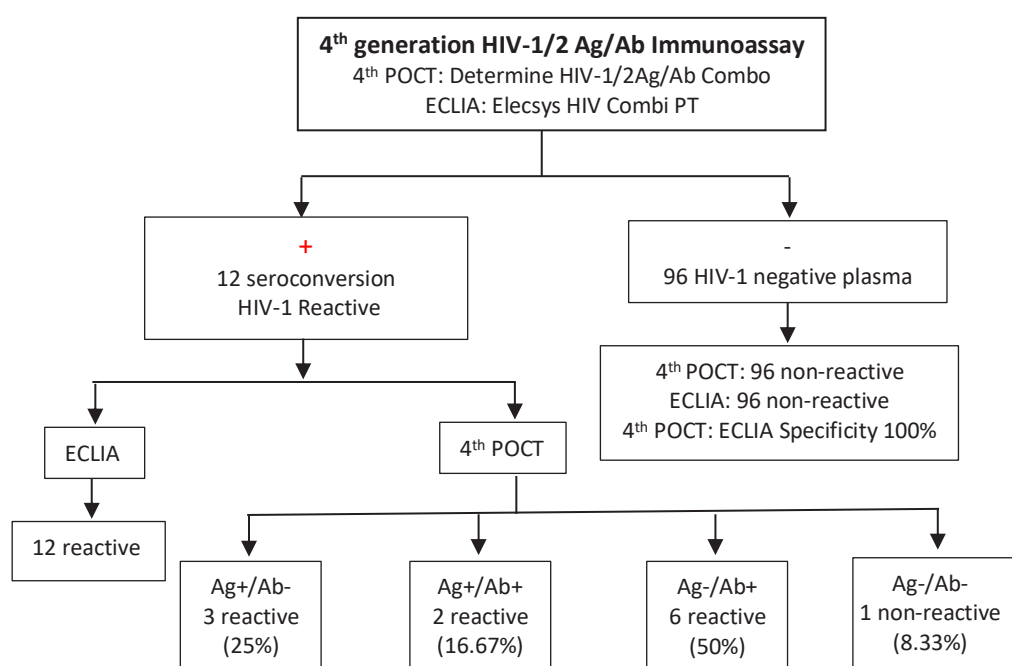 4th generation HIV-1/2 Ag/Ab Immunoassay
4th POCT: Determine HIV-1/2Ag/Ab Combo
ECLIA: Elecsys HIV Combi PT
+
12 seroconversion
HIV-1 Reactive
-
96 HIV-1 negative plasma
4th POCT: 96 non-reactive
ECLIA: 96 non-reactive
4th POCT: ECLIA Specificity 100%
ECLIA
4th POCT
12 reactive
Ag+/Ab-
3 reactive
(25%)
Ag+/Ab+
2 reactive
(16.67%)
Ag-/Ab+
6 reactive
(50%)
Ag-/Ab-
1 non-reactive
(8.33%)